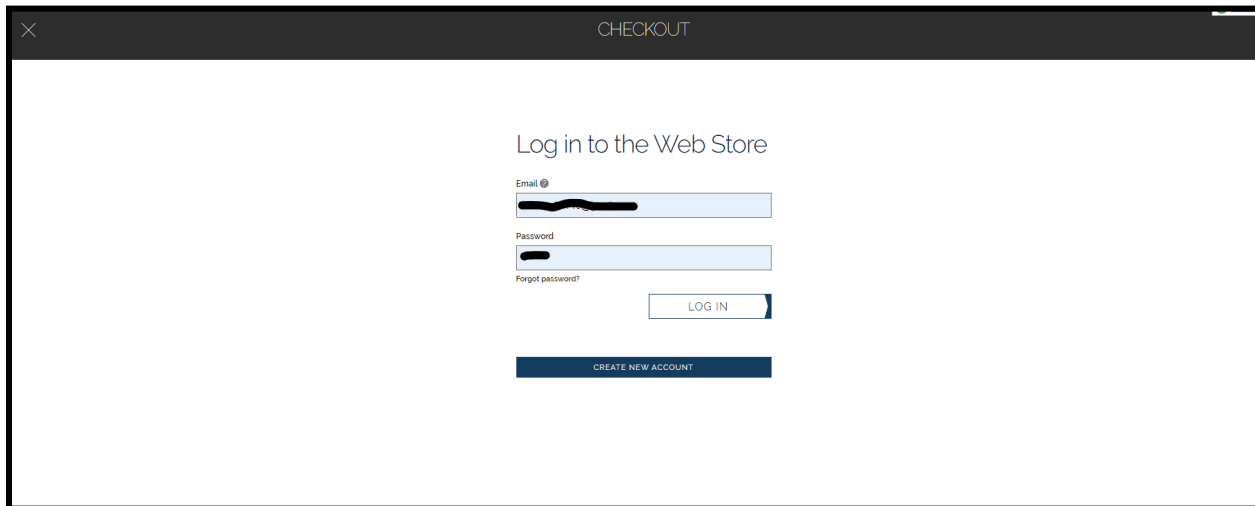 CHECKOUT
Log in to the Web Store
Email
Password
Forgot password?
LOG IN
CREATE NEW ACCOUNT